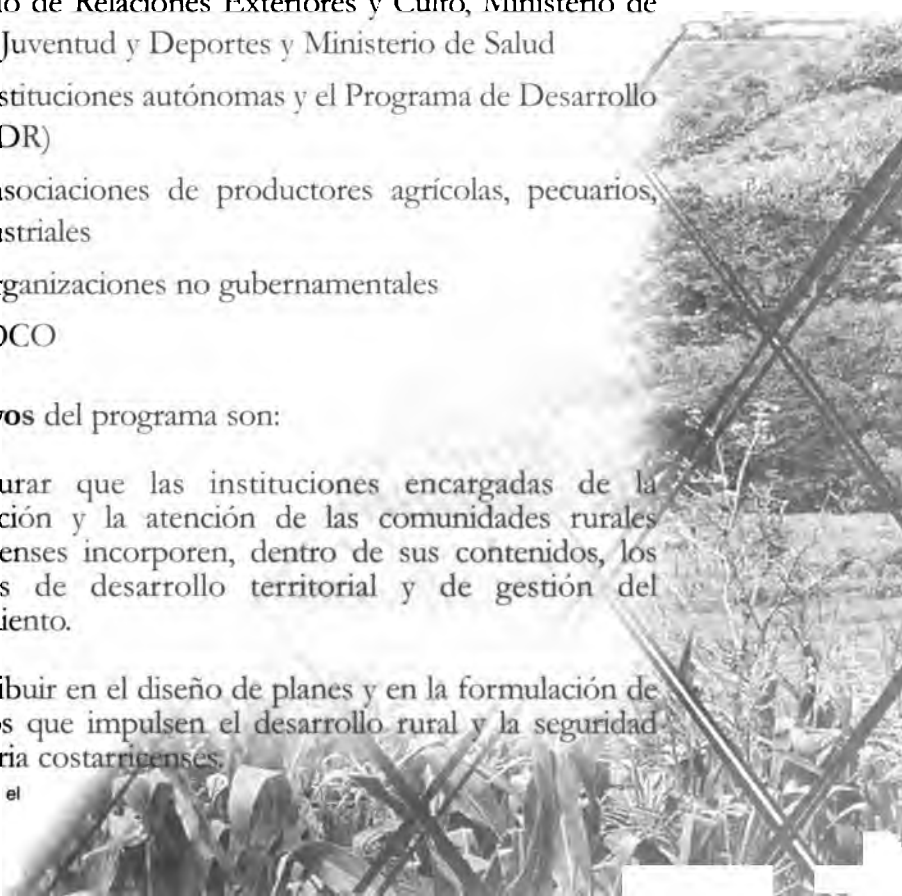 io de Relaciones Exteriores y Culto, Ministerio de
Juventud y Deportes y Ministerio de Salud
stituciones autónomas y el Programa de Desarrollo
DR)
sociaciones de productores agrícolas, pecuarios,
striales
rganizaciones no gubernamentales
OCO
vos del programa son:
urar que las instituciones encargadas de la
ción y la atención de las comunidades rurales
enses incorporen, dentro de sus contenidos, los
s de desarrollo territorial y de gestión del
iento.
ibuir en el diseño de planes y en la formulación de
os que impulsen el desarrollo rural y la seguridad
ria costarricenses.
el